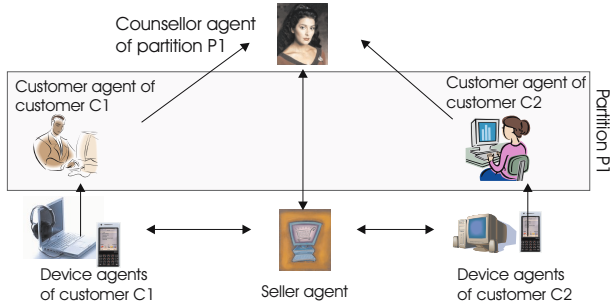 Counsellor agent
of partition P1
Customer agent of
customer C1
Customer agent of
customer C2
Partition P1
Device agents
of customer C1
Seller agent
Device agents
of customer C2